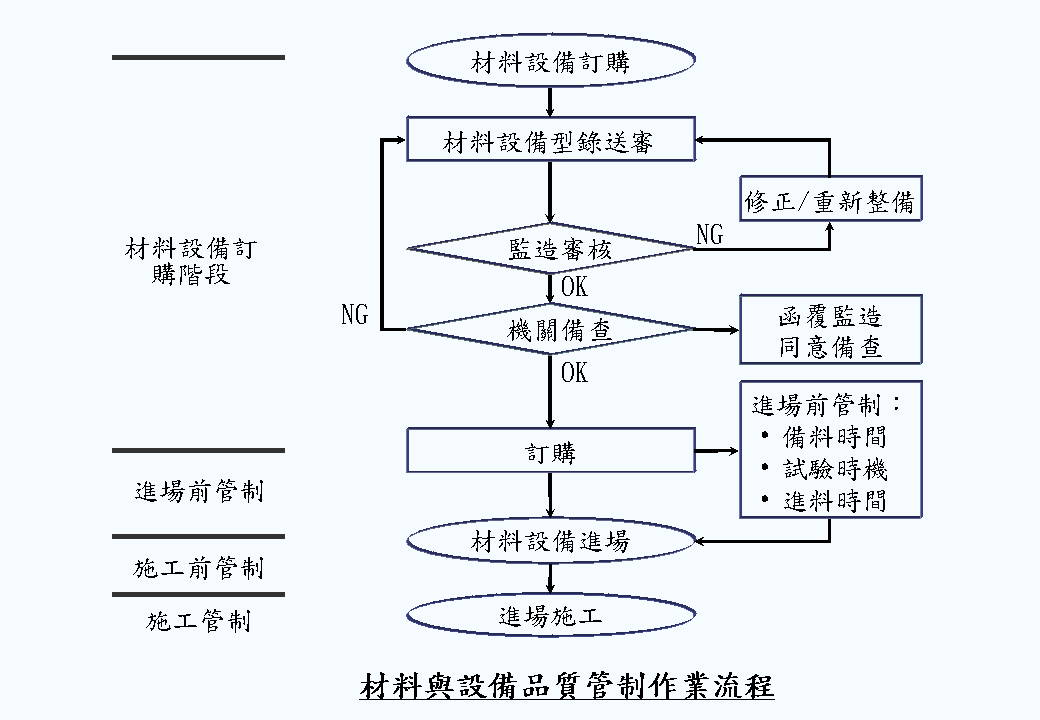 材料設備訂購
材料設備型錄送審
修正/重新整備
監造審核
NG
OK
材料設備訂
購階段
NG
機關備查
函覆監造
同意備查
OK
進場前管制：
•備料時間
•試驗時機
•進料時間
訂購
進場前管制
材料設備進場
施工前管制
進場施工
施工管制
材料與設備品質管制作業流程